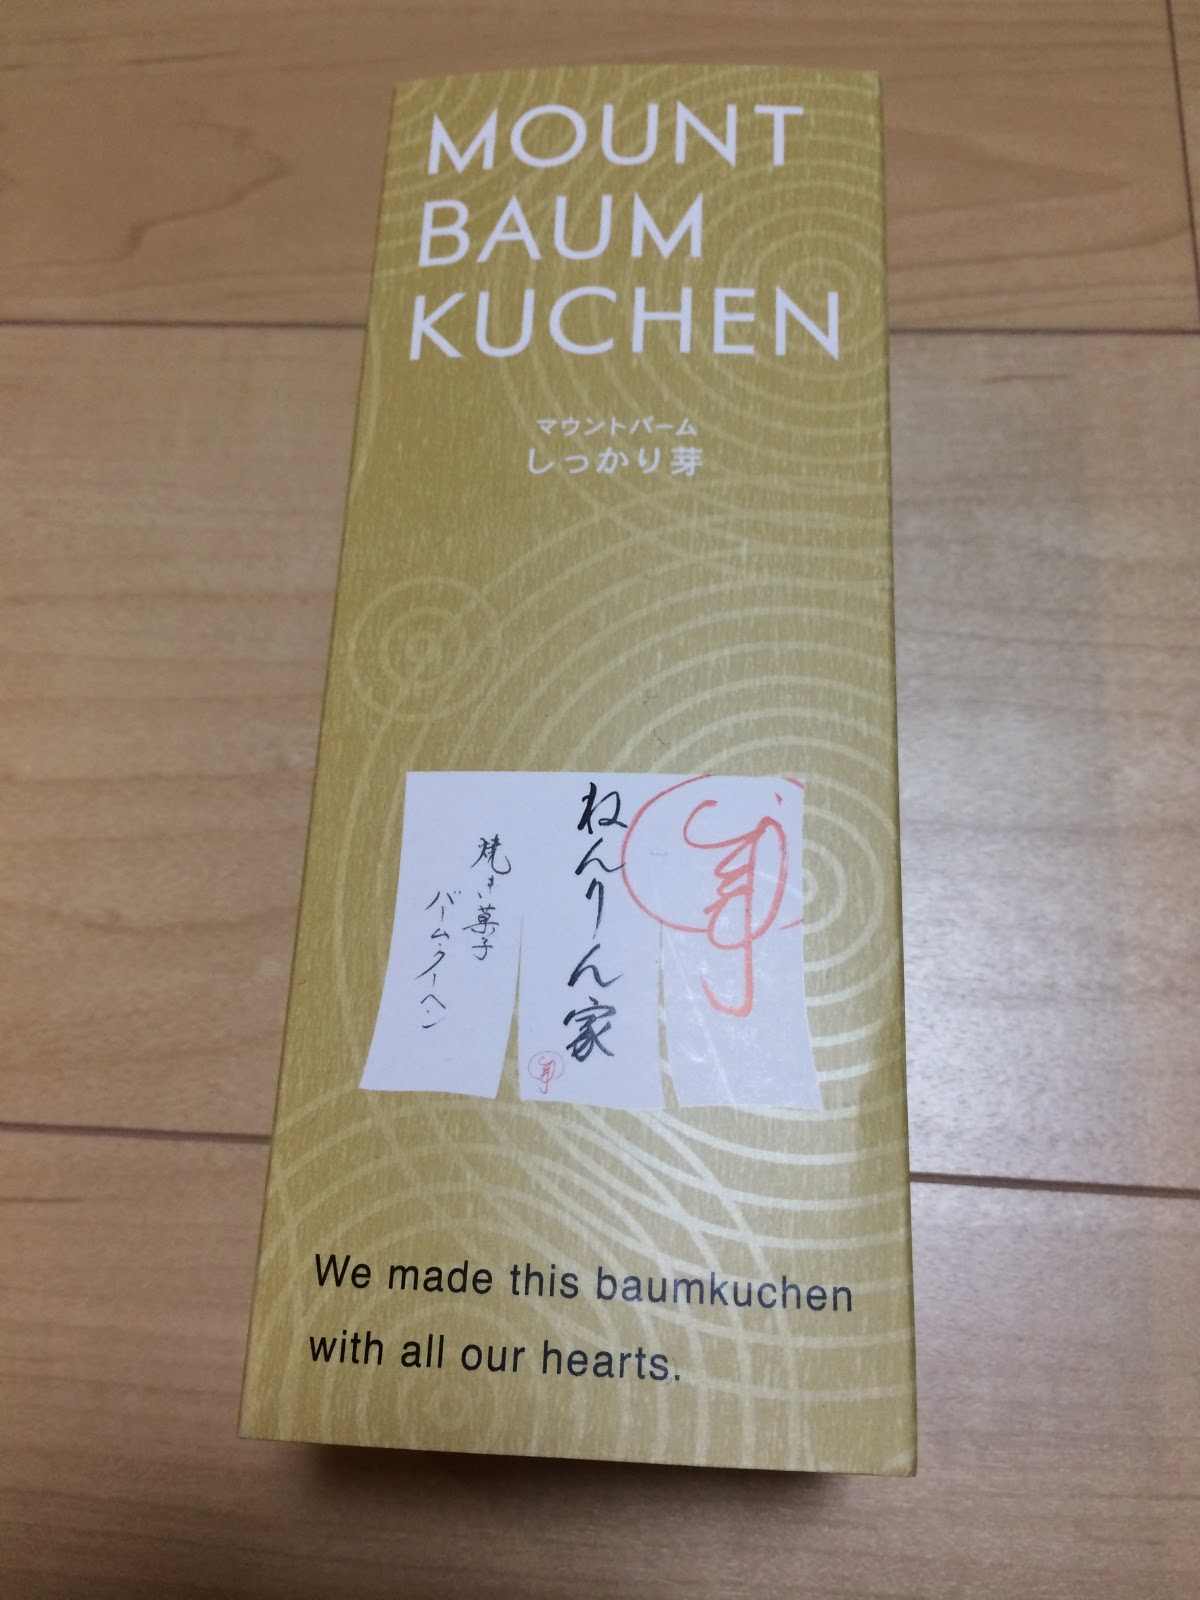 MOUNT
BAUM
KUCHEN
マウントバーム
しっかり芽
芽
ねんりん家
芽
焼き菓子
バーム・クーヘン
We made this baumkuchen
with all our hearts.